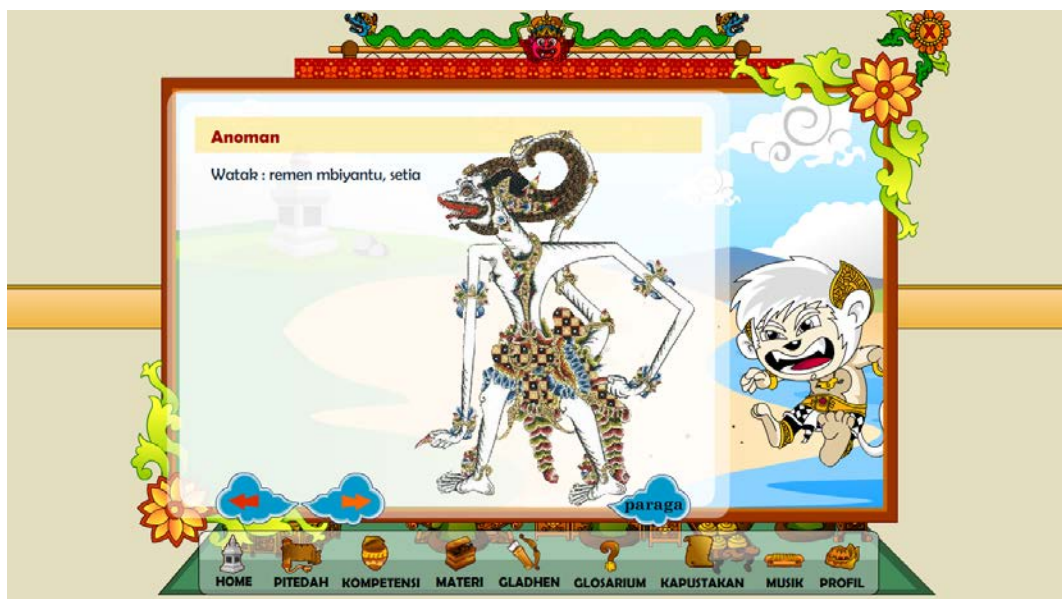 X
Anoman
Watak : remen mbiyantu, setia
paraga
HOME PITEDAH KOMPETENSI MATERI GLADHEN GLOSARIUM KAPUSTAKAN MUSIK PROFIL